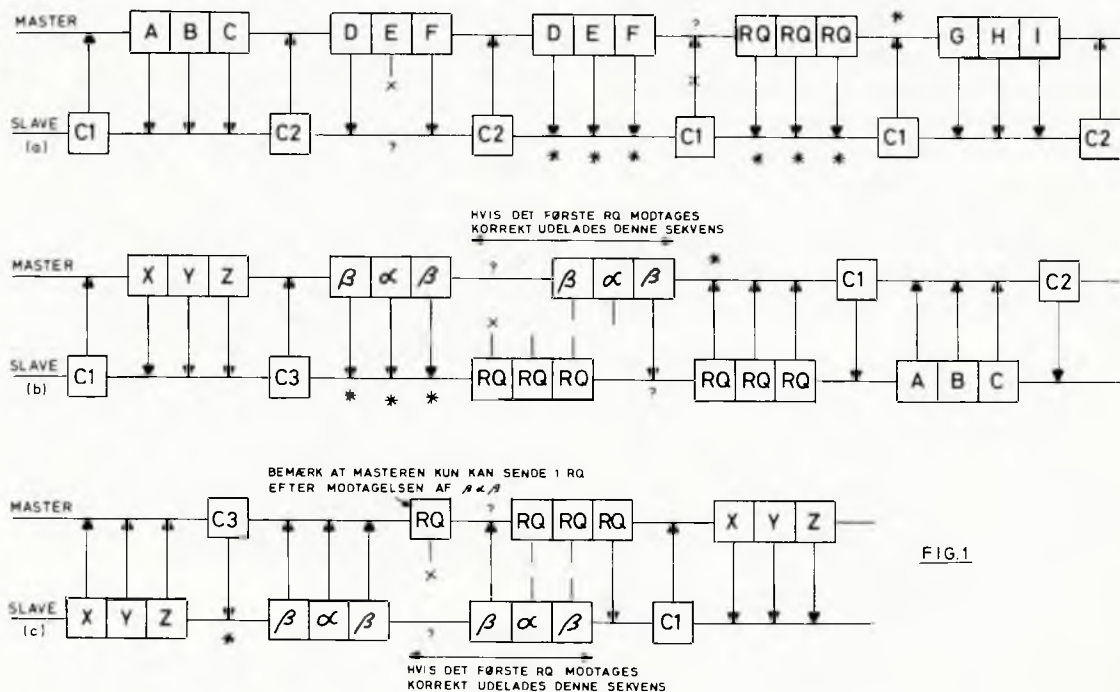 MASTER A B C D E F ? D E F ? RQ RQ RQ * G H I
x x
SLAVE
(a) C1 C2 ? C2 * * * C1 * * * C1 C2
HVIS DET FØRSTE RQ MODTAGES
KORREKT UDELADES DENNE SEKVENS
MASTER X Y Z β α β ? β α β * C1 C2
x
SLAVE
(b) C1 C3 * * * RQ RQ RQ ? RQ RQ RQ A B C
BEMÆRK AT MASTEREN KUN KAN SENDE 1 RQ
EFTER MODTAGELSEN AF β α β
MASTER C3 RQ ? RQ RQ RQ X Y Z
FIG.1
x
SLAVE
(c) X Y Z * β α β ? β α β C1
HVIS DET FØRSTE RQ MODTAGES
KORREKT UDELADES DENNE SEKVENS